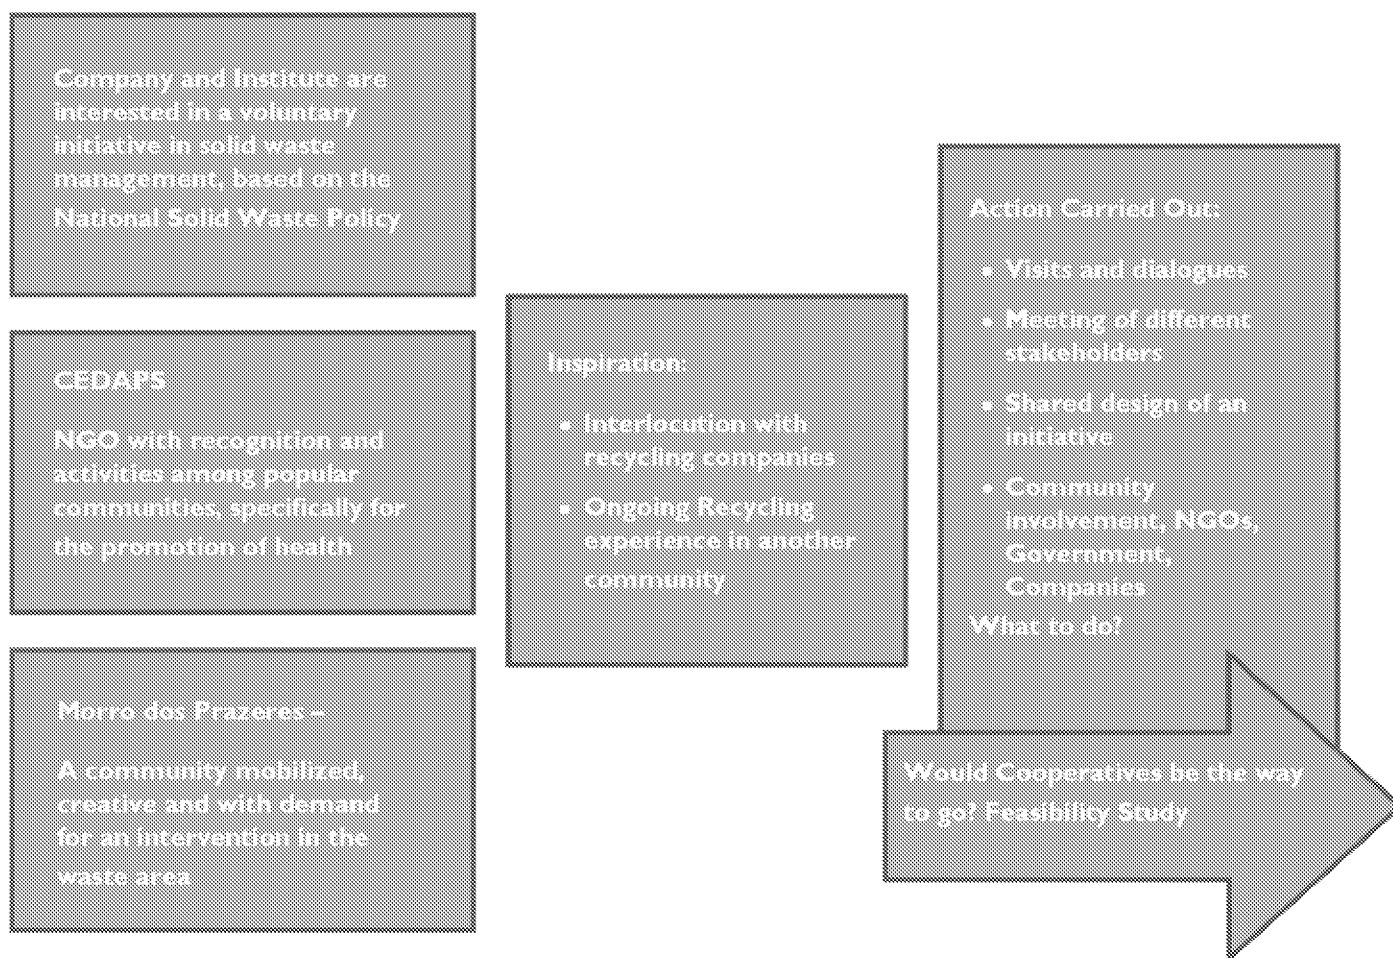 Company and Institute are
interested in a voluntary
initiative in solid waste
management, based on the
National Solid Waste Policy
CEDAPS
NGO with recognition and
activities among popular
communities, specifically for
the promotion of health
Morro dos Prazeres –
A community mobilized,
creative and with demand
for an intervention in the
waste area
Inspiration:
• Interlocution with
recycling companies
• Ongoing Recycling
experience in another
community
Action Carried Out:
• Visits and dialogues
• Meeting of different
stakeholders
• Shared design of an
initiative
• Community
involvement, NGOs,
Government,
Companies
What to do?
Would Cooperatives be the way
to go? Feasibility Study